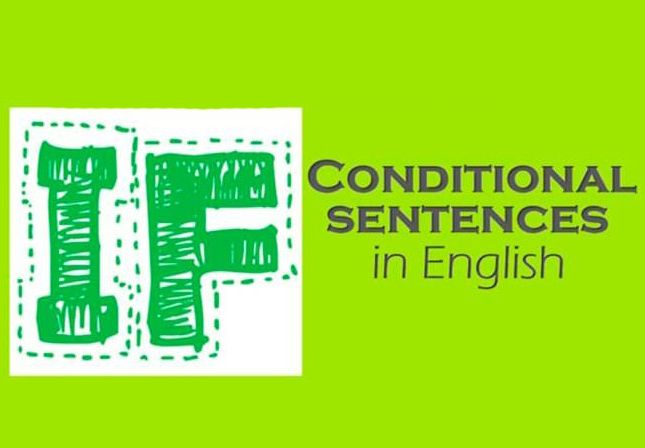 IF
CONDITIONAL
SENTENCES
in English